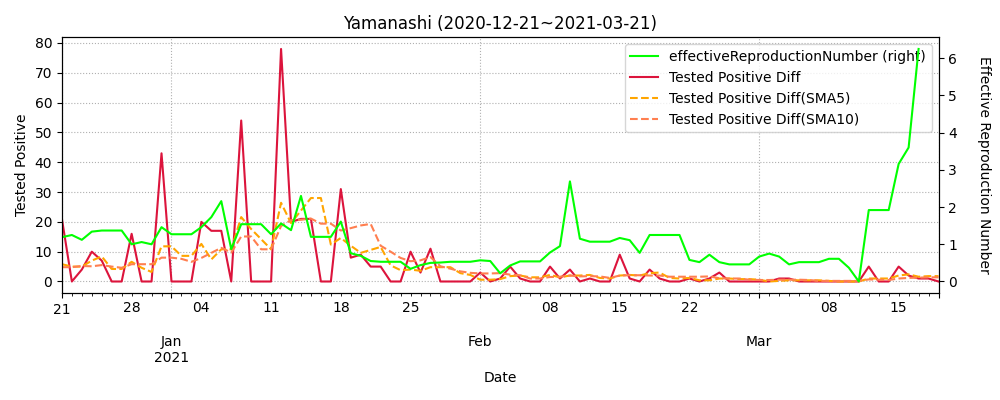 Yamanashi (2020-12-21~2021-03-21)
effectiveReproductionNumber (right)
Tested Positive Diff
Tested Positive Diff(SMA5)
Tested Positive Diff(SMA10)
Tested Positive
80
70
60
50
40
30
20
10
0
Effective Reproduction Number
6
5
4
3
2
1
0
21 28 04 11 18 25 08 15 22 08 15
Jan Feb Mar
2021
Date